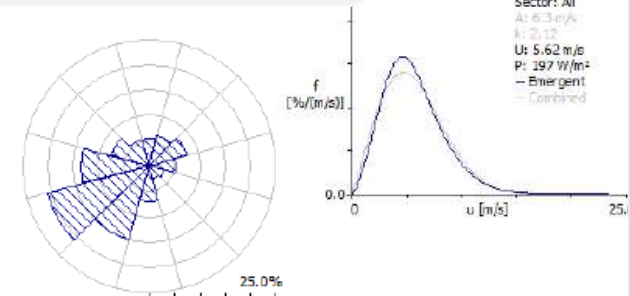 Sector: All
A: 6.3 m/s
k: 2.12
U: 5.62 m/s
P: 197 W/m²
Emergent
Combined
f
[%/(m/s)]
0.0
0
u [m/s]
25.
25.0%